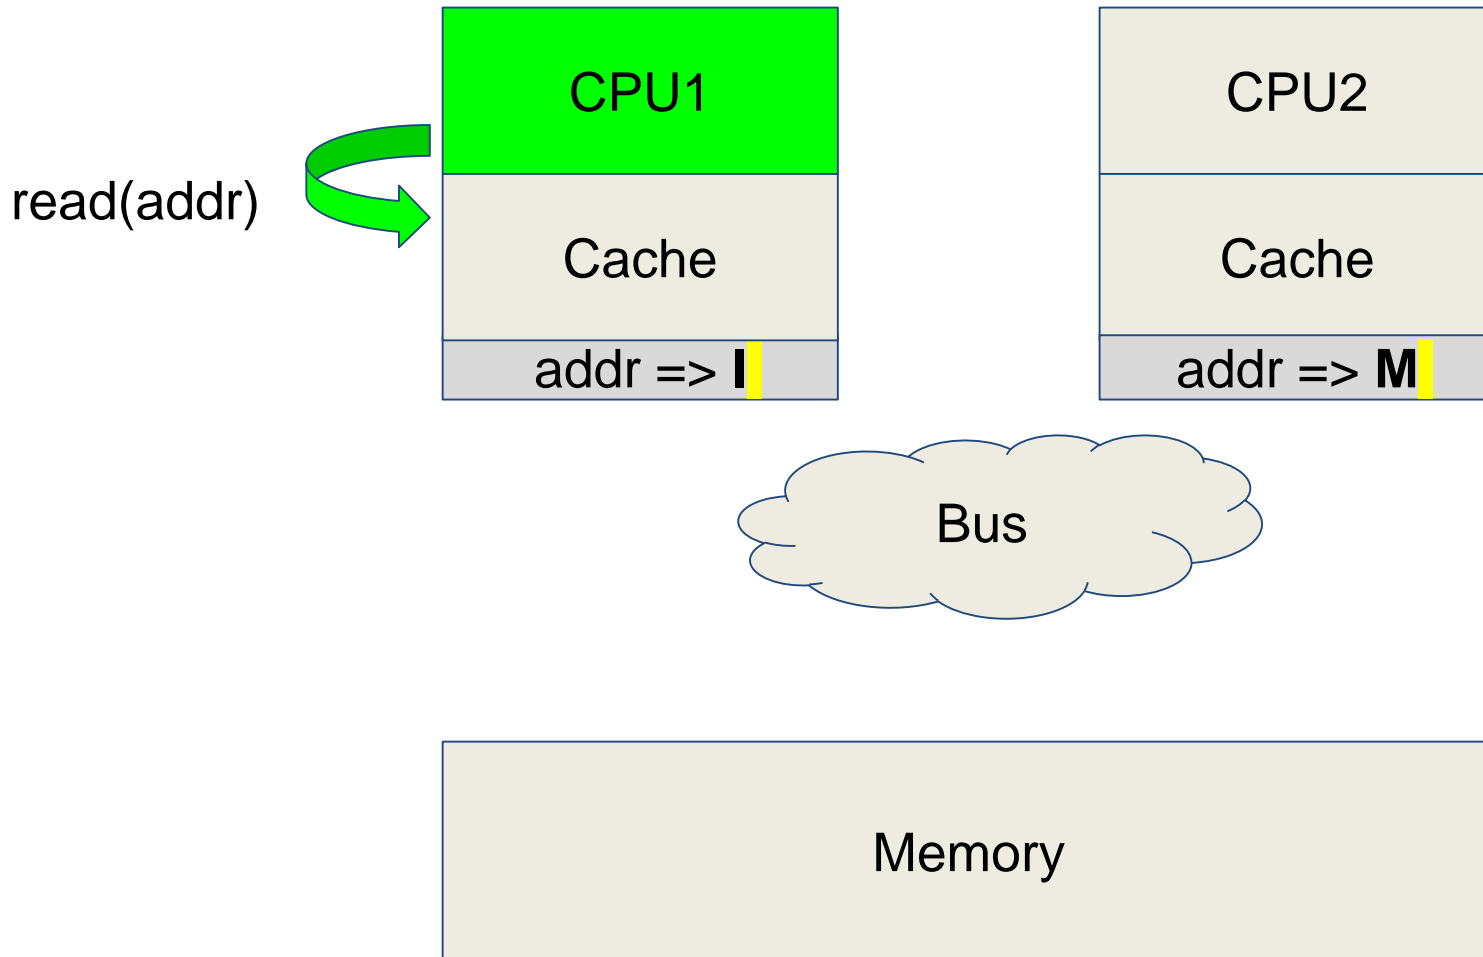 CPU1
CPU2
read(addr)
Cache
Cache
addr => I
addr => M
Bus
Memory